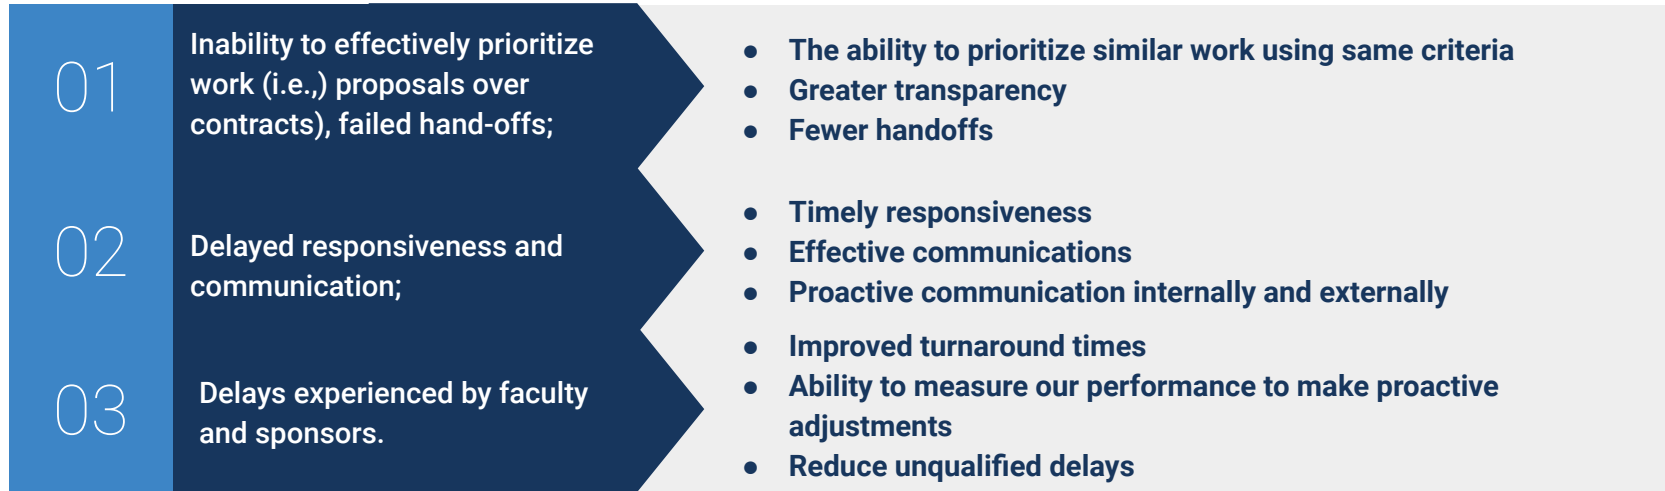 01
Inability to effectively prioritize
work (i.e.,) proposals over
contracts), failed hand-offs;
● The ability to prioritize similar work using same criteria
● Greater transparency
● Fewer handoffs
02
Delayed responsiveness and
communication;
● Timely responsiveness
● Effective communications
● Proactive communication internally and externally
03
Delays experienced by faculty
and sponsors.
● Improved turnaround times
● Ability to measure our performance to make proactive
adjustments
● Reduce unqualified delays